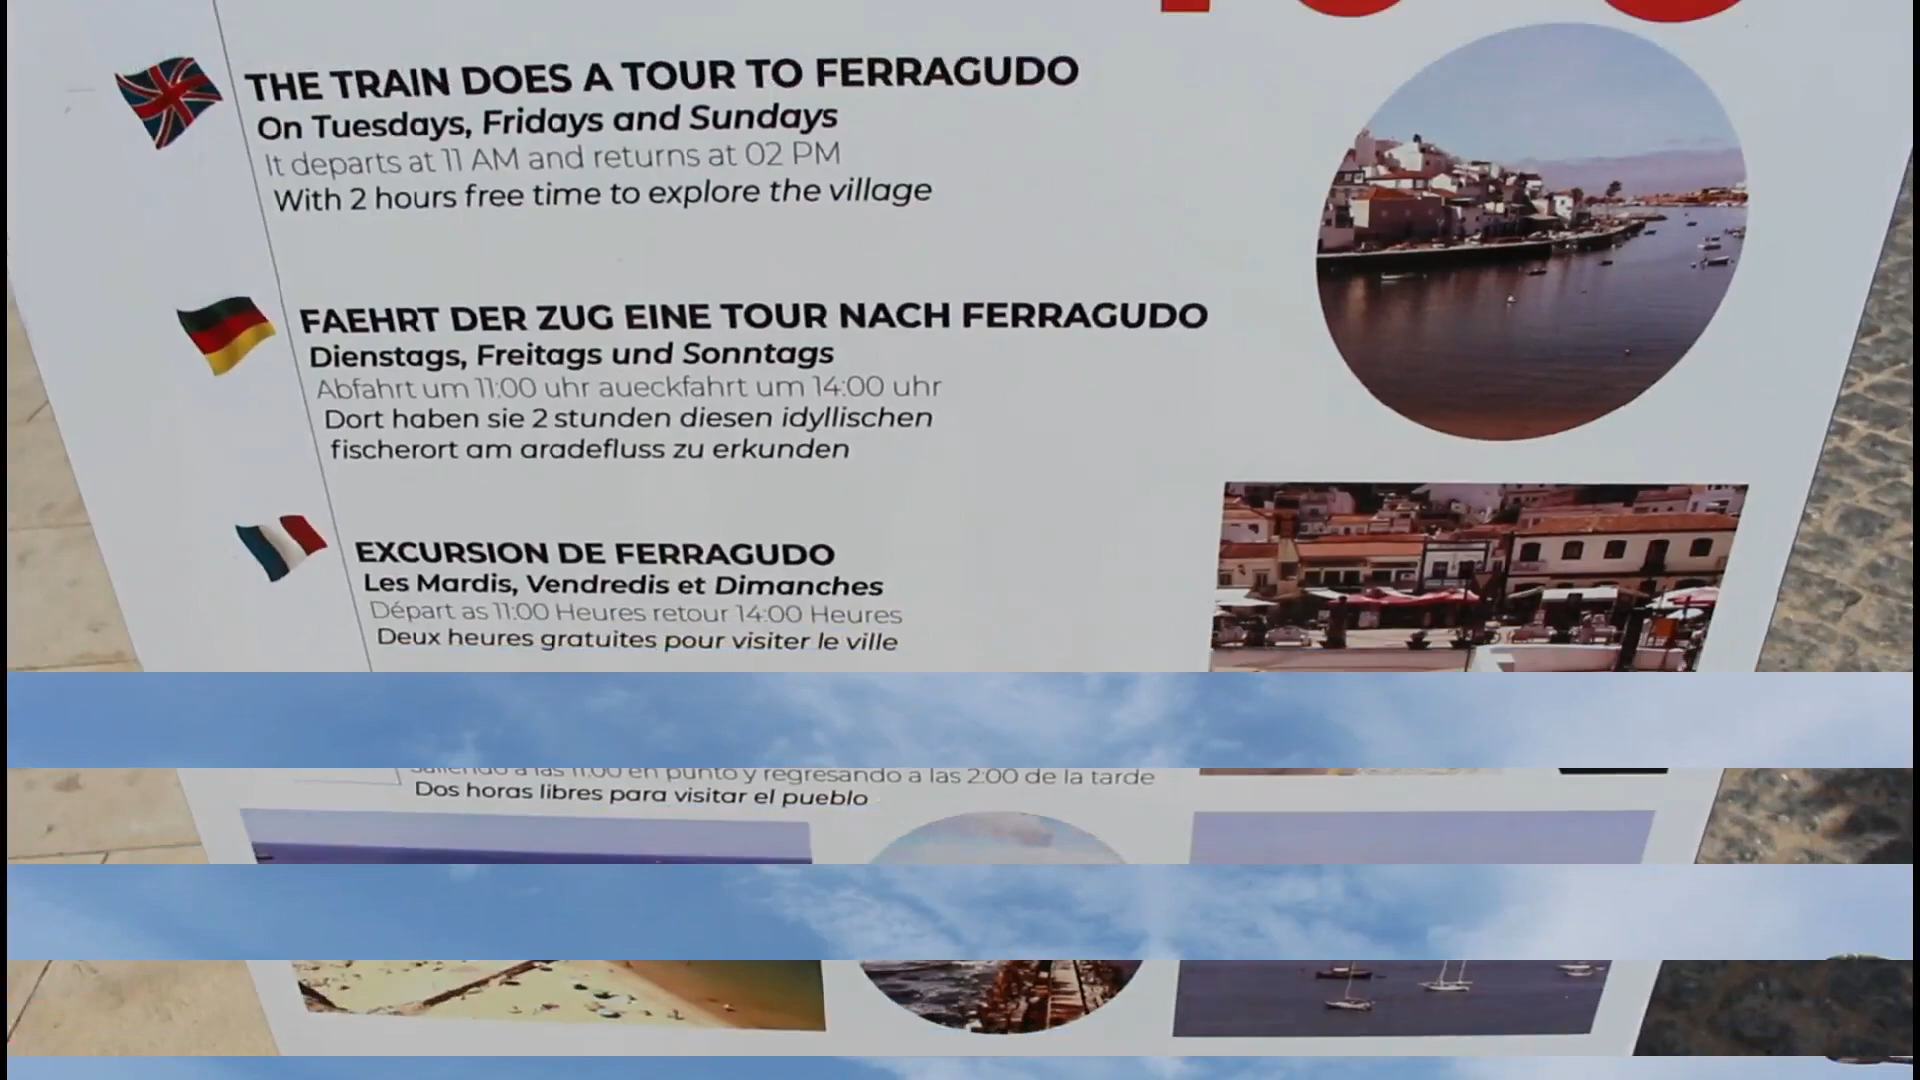 THE TRAIN DOES A TOUR TO FERRAGUDO
On Tuesdays, Fridays and Sundays
It departs at 11 AM and returns at 02 PM
With 2 hours free time to explore the village
FAEHRT DER ZUG EINE TOUR NACH FERRAGUDO
Dienstags, Freitags und Sonntags
Abfahrt um 11:00 uhr aueckfahrt um 14:00 uhr
Dort haben sie 2 stunden diesen idyllischen
fischerort am aradefluss zu erkunden
EXCURSION DE FERRAGUDO
Les Mardis, Vendredis et Dimanches
Départ as 11:00 Heures retour 14:00 Heures
Deux heures gratuites pour visiter le ville
a las 11:00 en punto y regresando a las 2:00 de la tarde
Dos horas libres para visitar el pueblo